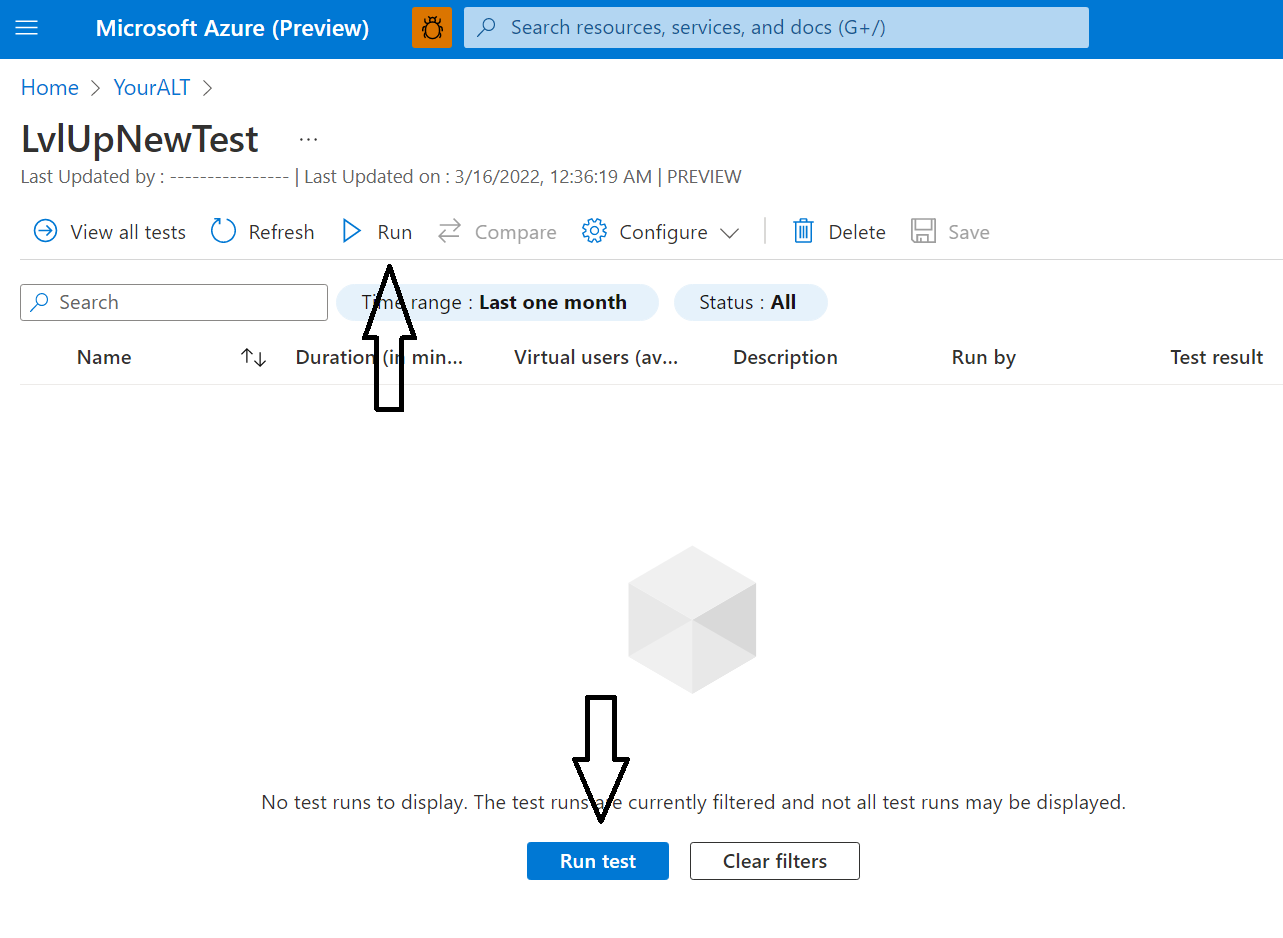 Microsoft Azure (Preview)
Search resources, services, and docs (G+/)
Home > YourALT >
LvlUpNewTest ...
Last Updated by : ---------------- | Last Updated on : 3/16/2022, 12:36:19 AM | PREVIEW
View all tests Refresh Run Compare Configure Delete Save
Search Time range : Last one month Status : All
Name Duration (in min... Virtual users (av... Description Run by Test result
No test runs to display. The test runs are currently filtered and not all test runs may be displayed.
Run test Clear filters